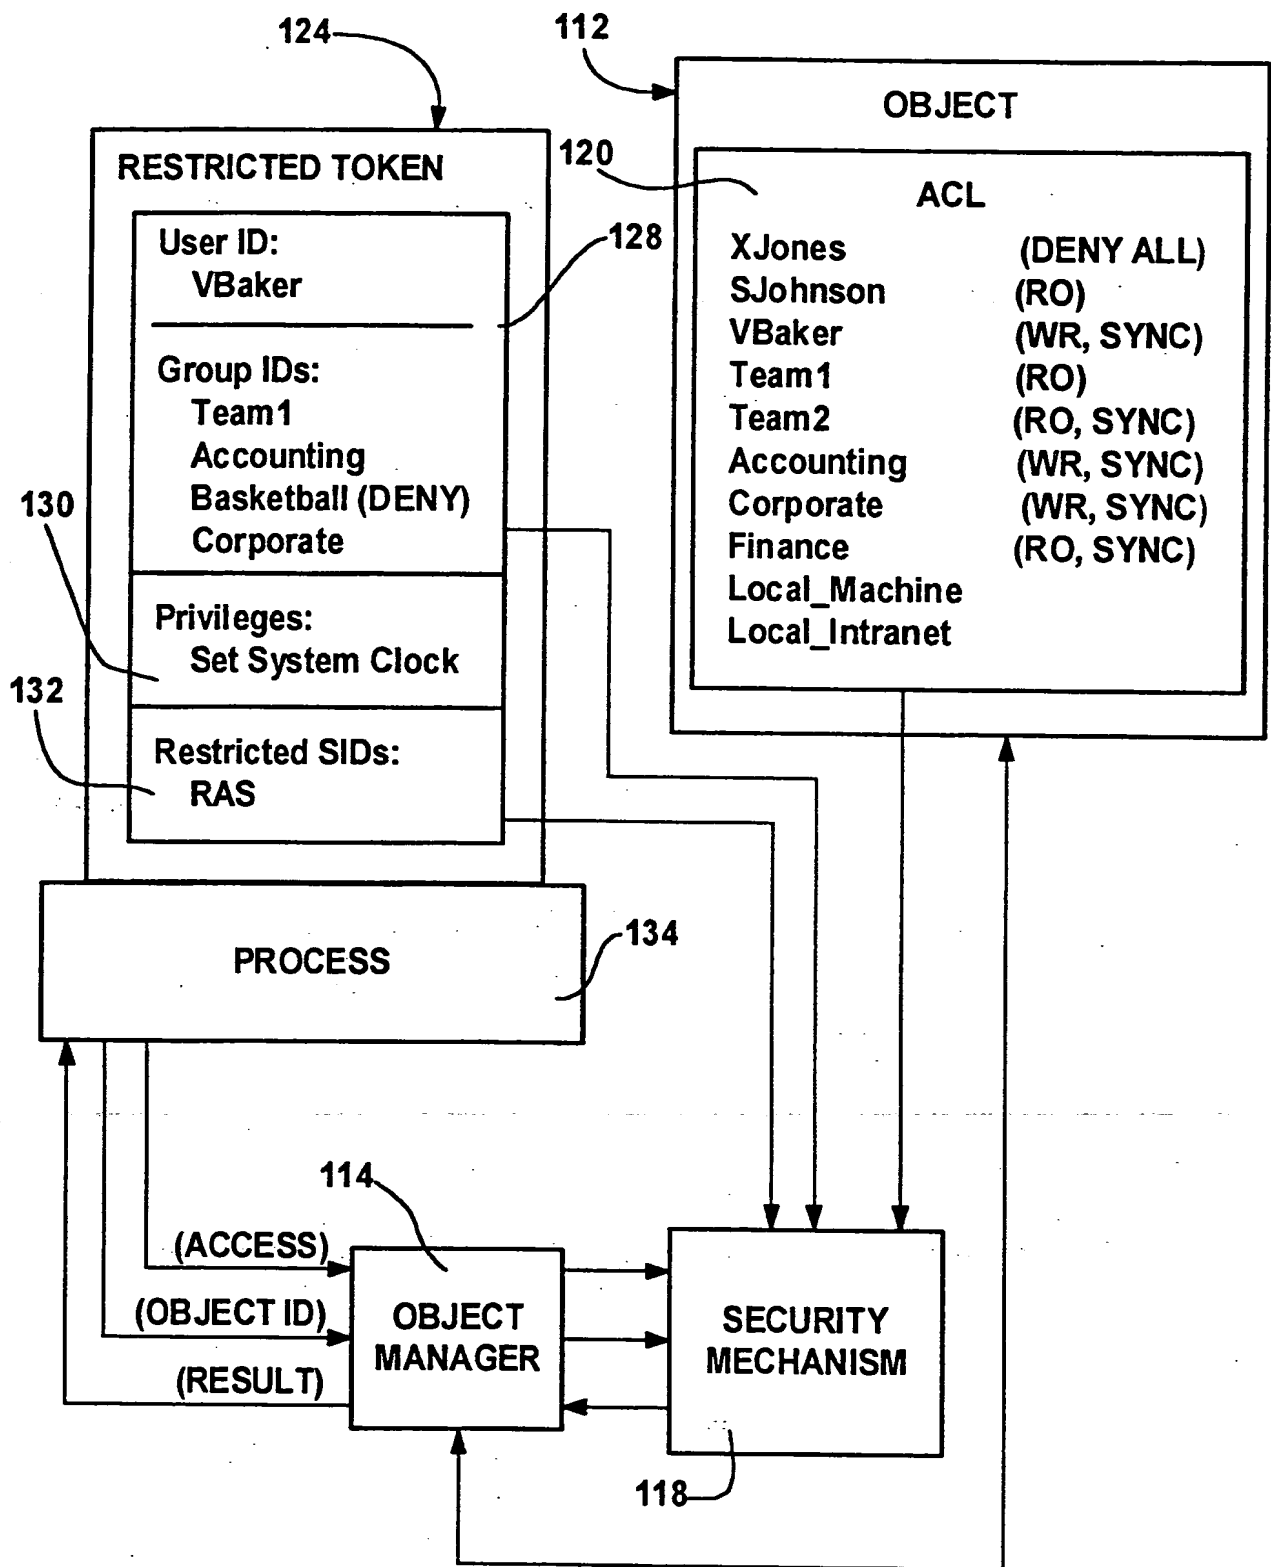 124
112
OBJECT
RESTRICTED TOKEN
120
ACL
User ID:
VBaker
128
Group IDs:
Team1
Accounting
Basketball (DENY)
Corporate
130
Privileges:
Set System Clock
132
Restricted SIDs:
RAS
XJones (DENY ALL)
SJohnson (RO)
VBaker (WR, SYNC)
Team1 (RO)
Team2 (RO, SYNC)
Accounting (WR, SYNC)
Corporate (WR, SYNC)
Finance (RO, SYNC)
Local_Machine
Local_Intranet
PROCESS
134
114
(ACCESS)
(OBJECT ID)
(RESULT)
OBJECT
MANAGER
SECURITY
MECHANISM
118